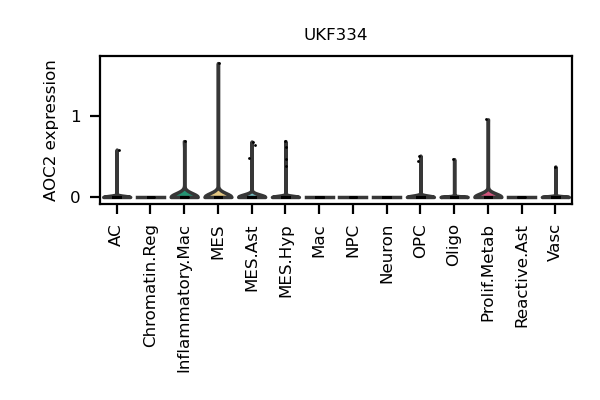 UKF334
AOC2 expression
1
0
AC
Chromatin.Reg
Inflammatory.Mac
MES
MES.Ast
MES.Hyp
Mac
NPC
Neuron
OPC
Oligo
Prolif.Metab
Reactive.Ast
Vasc